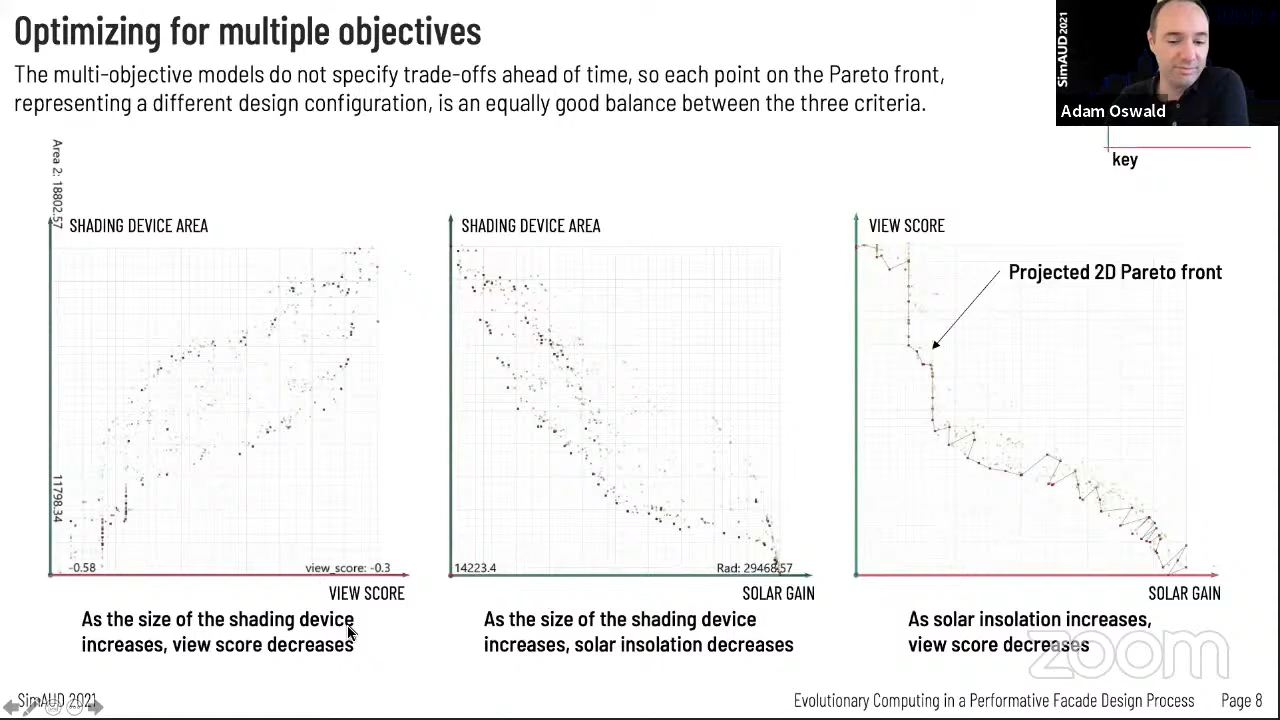 Optimizing for multiple objectives
The multi-objective models do not specify trade-offs ahead of time, so each point on the Pareto front,
representing a different design configuration, is an equally good balance between the three criteria.
SimAUD2021
Adam Oswald
key
Area 2: 18802.57
11798.34
SHADING DEVICE AREA
-0.58
view_score: -0.3
VIEW SCORE
As the size of the shading device
increases, view score decreases
SHADING DEVICE AREA
14223.4
Rad: 29468.57
SOLAR GAIN
As the size of the shading device
increases, solar insolation decreases
VIEW SCORE
Projected 2D Pareto front
SOLAR GAIN
As solar insolation increases,
view score decreases
zoom
SimAUD 2021
Evolutionary Computing in a Performative Facade Design Process
Page 8